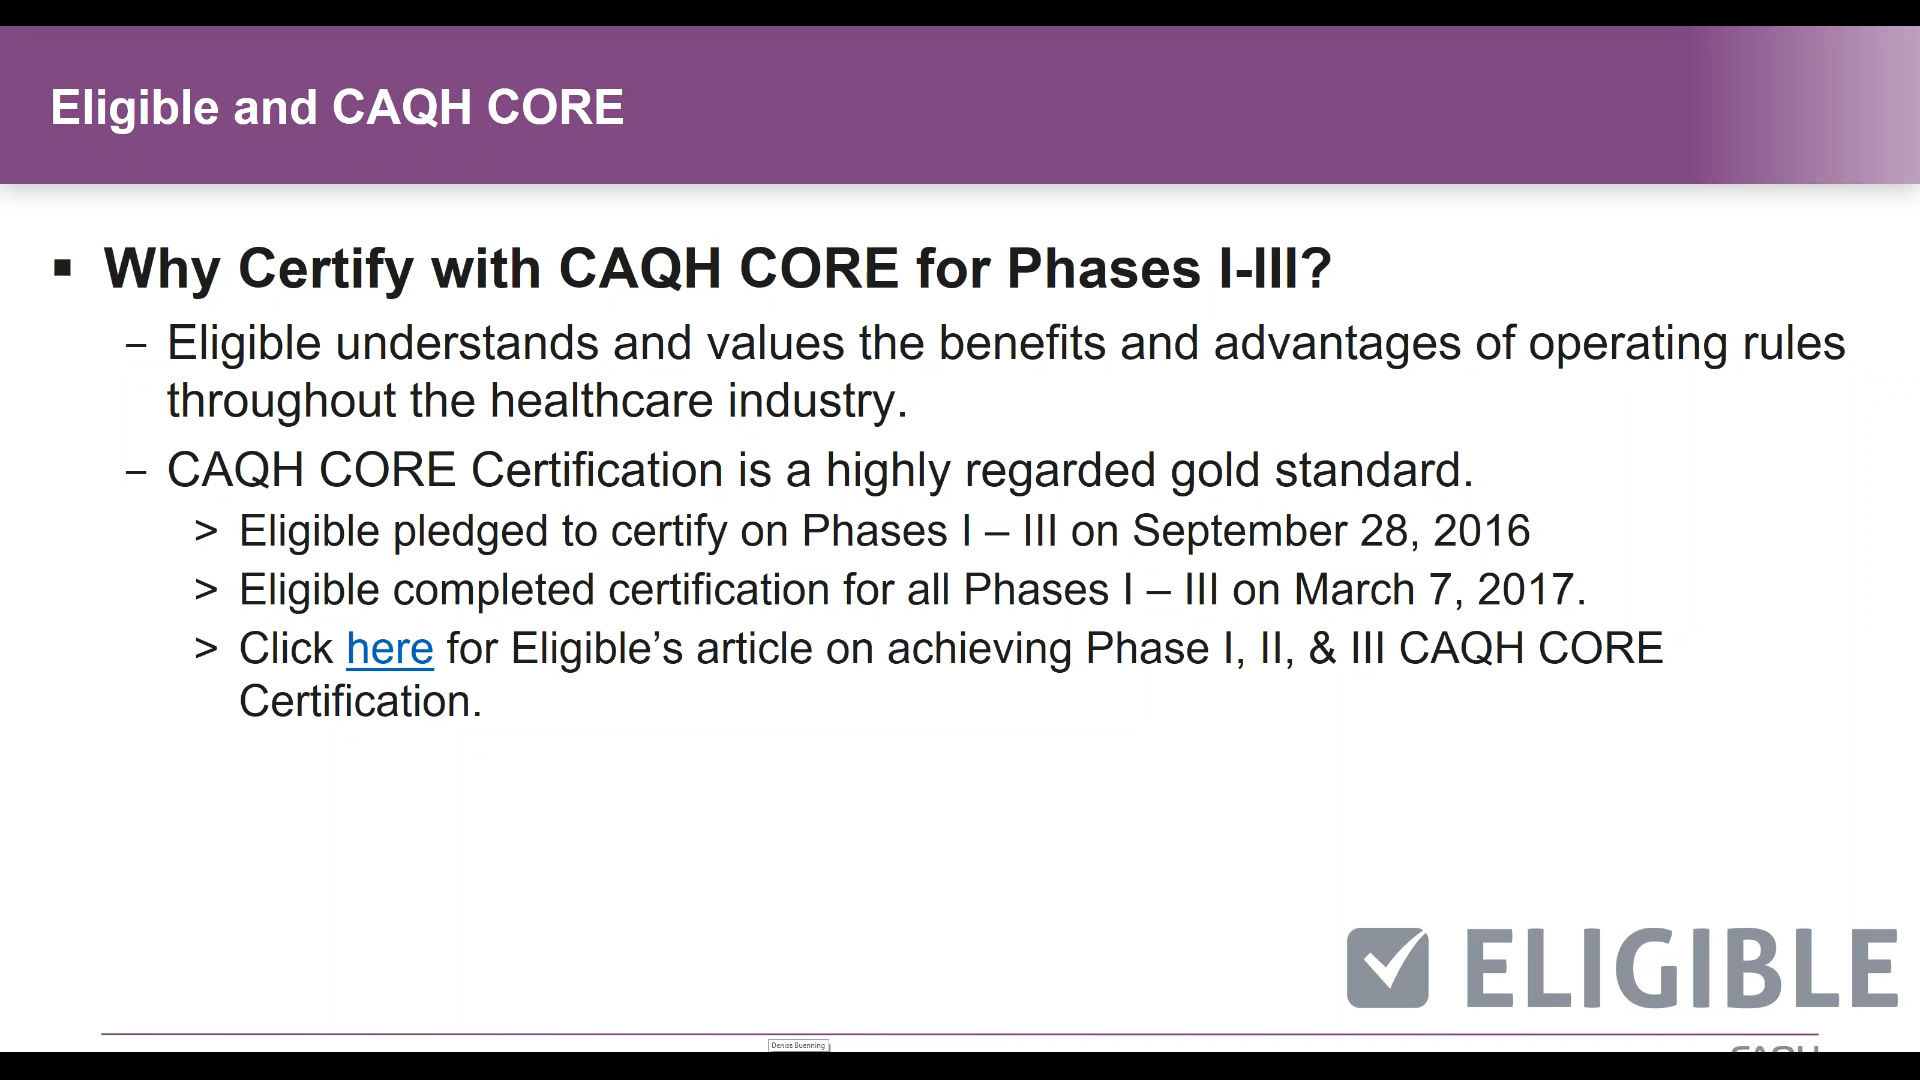 Eligible and CAQH CORE
▪ Why Certify with CAQH CORE for Phases I-III?
– Eligible understands and values the benefits and advantages of operating rules
throughout the healthcare industry.
– CAQH CORE Certification is a highly regarded gold standard.
> Eligible pledged to certify on Phases I – III on September 28, 2016
> Eligible completed certification for all Phases I – III on March 7, 2017.
> Click here for Eligible’s article on achieving Phase I, II, & III CAQH CORE
Certification.
ELIGIBLE
Denise Buenning